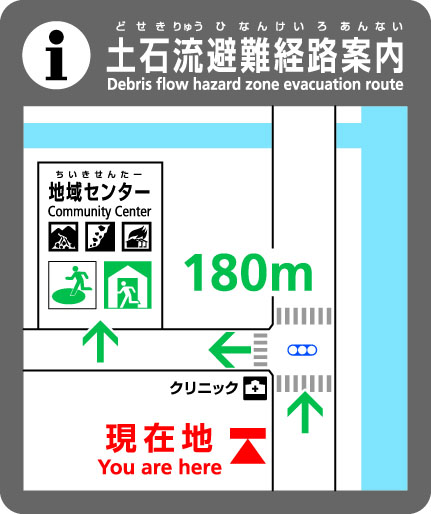 i
どせきりゅうひなんけいろあんない
土石流避難経路案内
Debris flow hazard zone evacuation route
ちいきせんたー
地域センター
Community Center
180m
クリニック
現在地
You are here